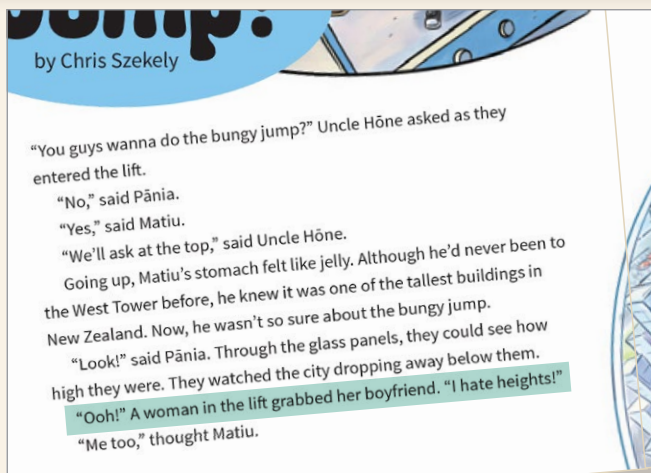 Jump!
by Chris Szekely
“You guys wanna do the bungy jump?” Uncle Hōne asked as they
entered the lift.
“No,” said Pānia.
“Yes,” said Matiu.
“We’ll ask at the top,” said Uncle Hōne.
Going up, Matiu’s stomach felt like jelly. Although he’d never been to
the West Tower before, he knew it was one of the tallest buildings in
New Zealand. Now, he wasn’t so sure about the bungy jump.
“Look!” said Pānia. Through the glass panels, they could see how
high they were. They watched the city dropping away below them.
“Ooh!” A woman in the lift grabbed her boyfriend. “I hate heights!”
“Me too,” thought Matiu.